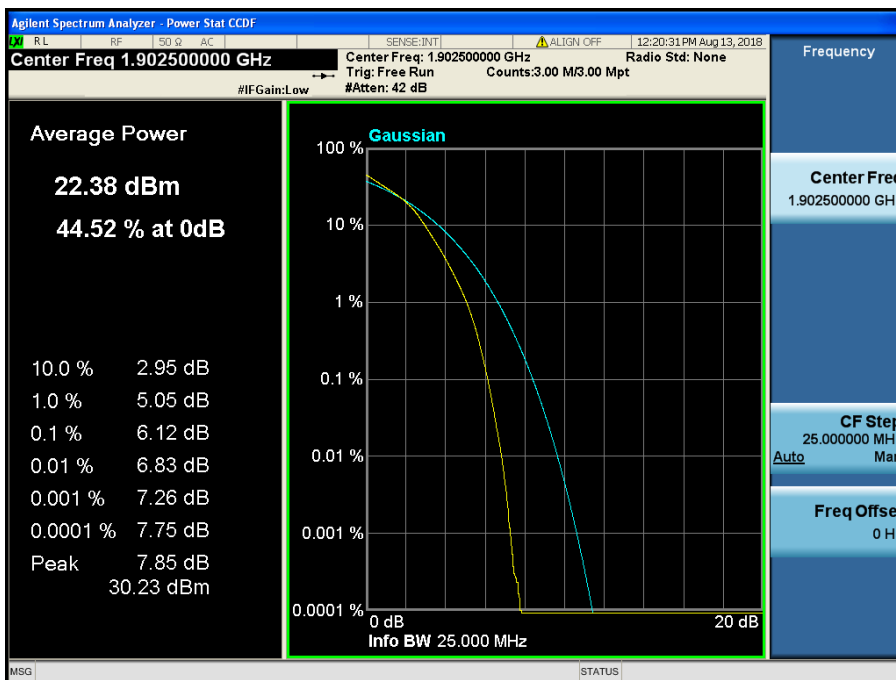 Agilent Spectrum Analyzer - Power Stat CCDF
LXI RL RF 50 Ω AC SENSE:INT ALIGN OFF 12:20:31 PM Aug 13, 2018
Center Freq 1.902500000 GHz
Center Freq: 1.902500000 GHz Radio Std: None
Trig: Free Run Counts:3.00 M/3.00 Mpt
#IFGain:Low #Atten: 42 dB
Average Power
22.38 dBm
44.52 % at 0dB
10.0 % 2.95 dB
1.0 % 5.05 dB
0.1 % 6.12 dB
0.01 % 6.83 dB
0.001 % 7.26 dB
0.0001 % 7.75 dB
Peak 7.85 dB
30.23 dBm
Gaussian
100 %
10 %
1 %
0.1 %
0.01 %
0.001 %
0.0001 %
0 dB 20 dB
Info BW 25.000 MHz
Frequency
Center Freq
1.902500000 GH
CF Step
25.000000 MH
Auto Man
Freq Offse
0 H
MSG STATUS